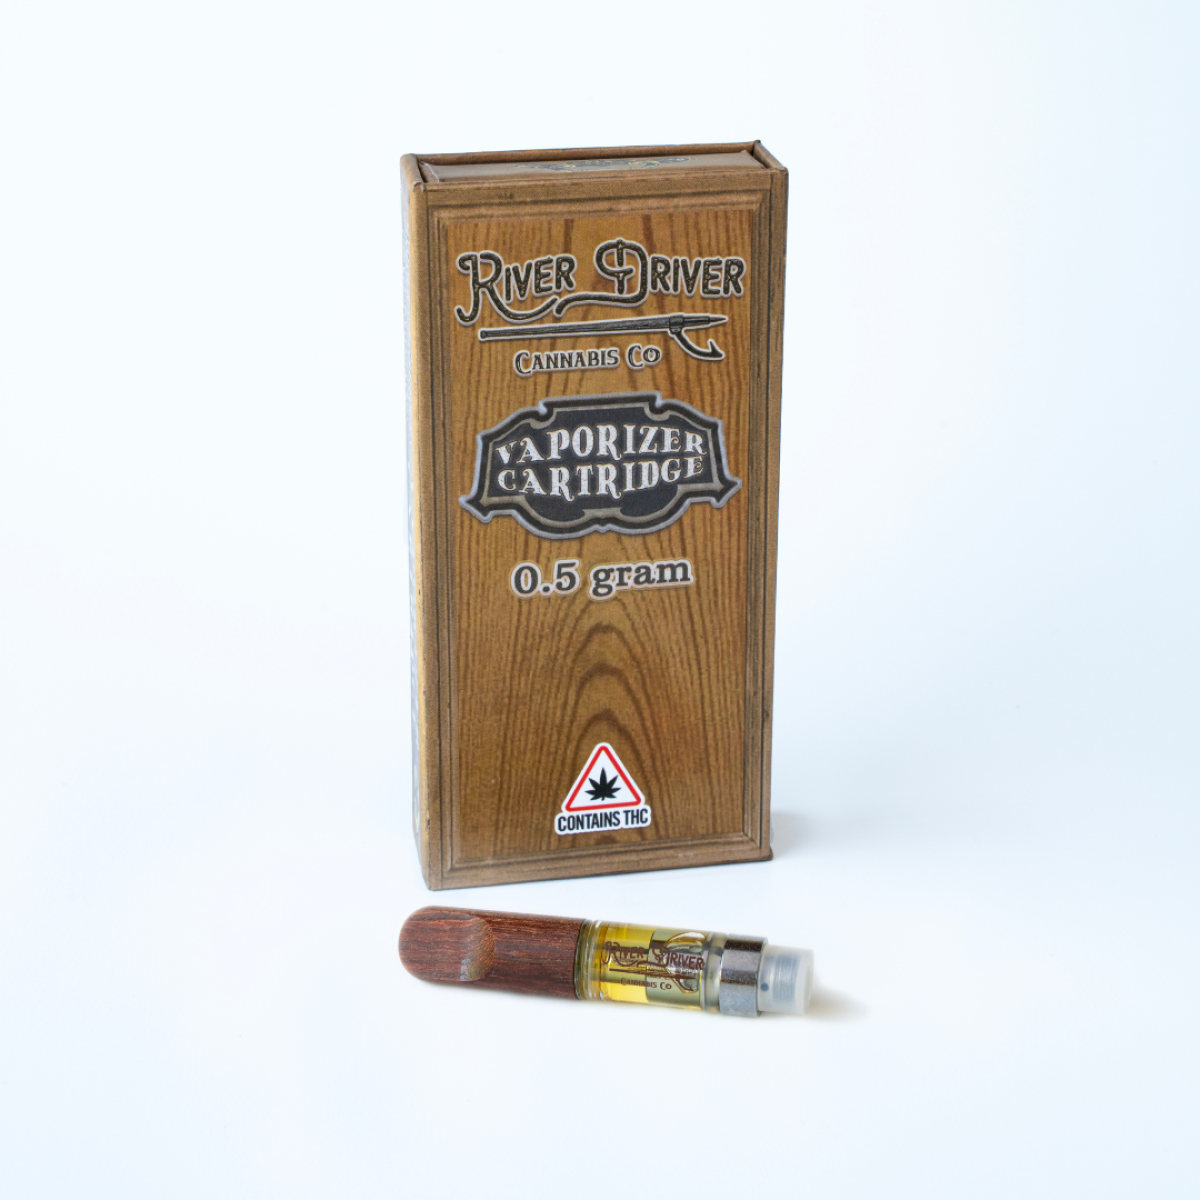 River Driver
Cannabis Co
VAPORIZER
CARTRIDGE
0.5 gram
CONTAINS THC
River Driver
Cannabis Co